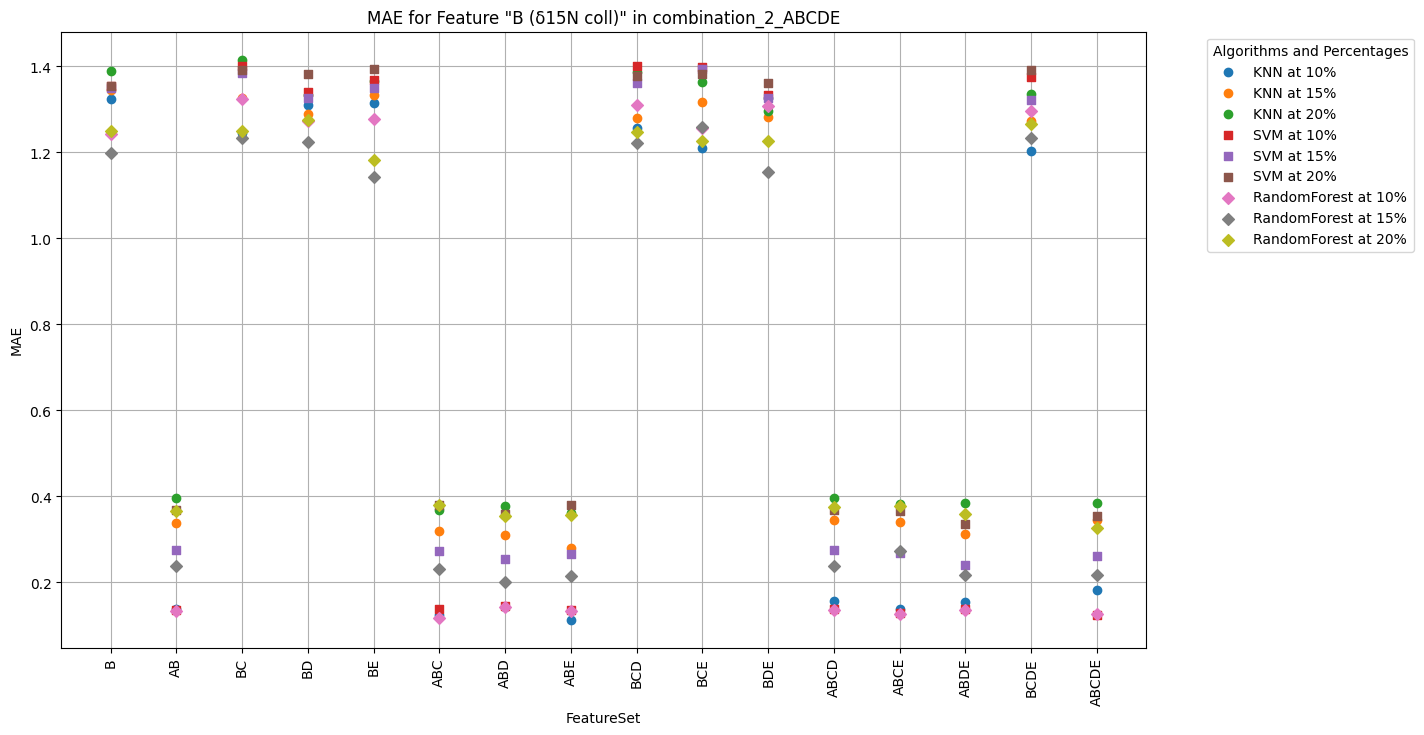 MAE for Feature "B (δ15N coll)" in combination_2_ABCDE
MAE
1.4
1.2
1.0
0.8
0.6
0.4
0.2
B
AB
BC
BD
BE
ABC
ABD
ABE
BCD
BCE
BDE
ABCD
ABCE
ABDE
BCDE
ABCDE
FeatureSet
Algorithms and Percentages
KNN at 10%
KNN at 15%
KNN at 20%
SVM at 10%
SVM at 15%
SVM at 20%
RandomForest at 10%
RandomForest at 15%
RandomForest at 20%